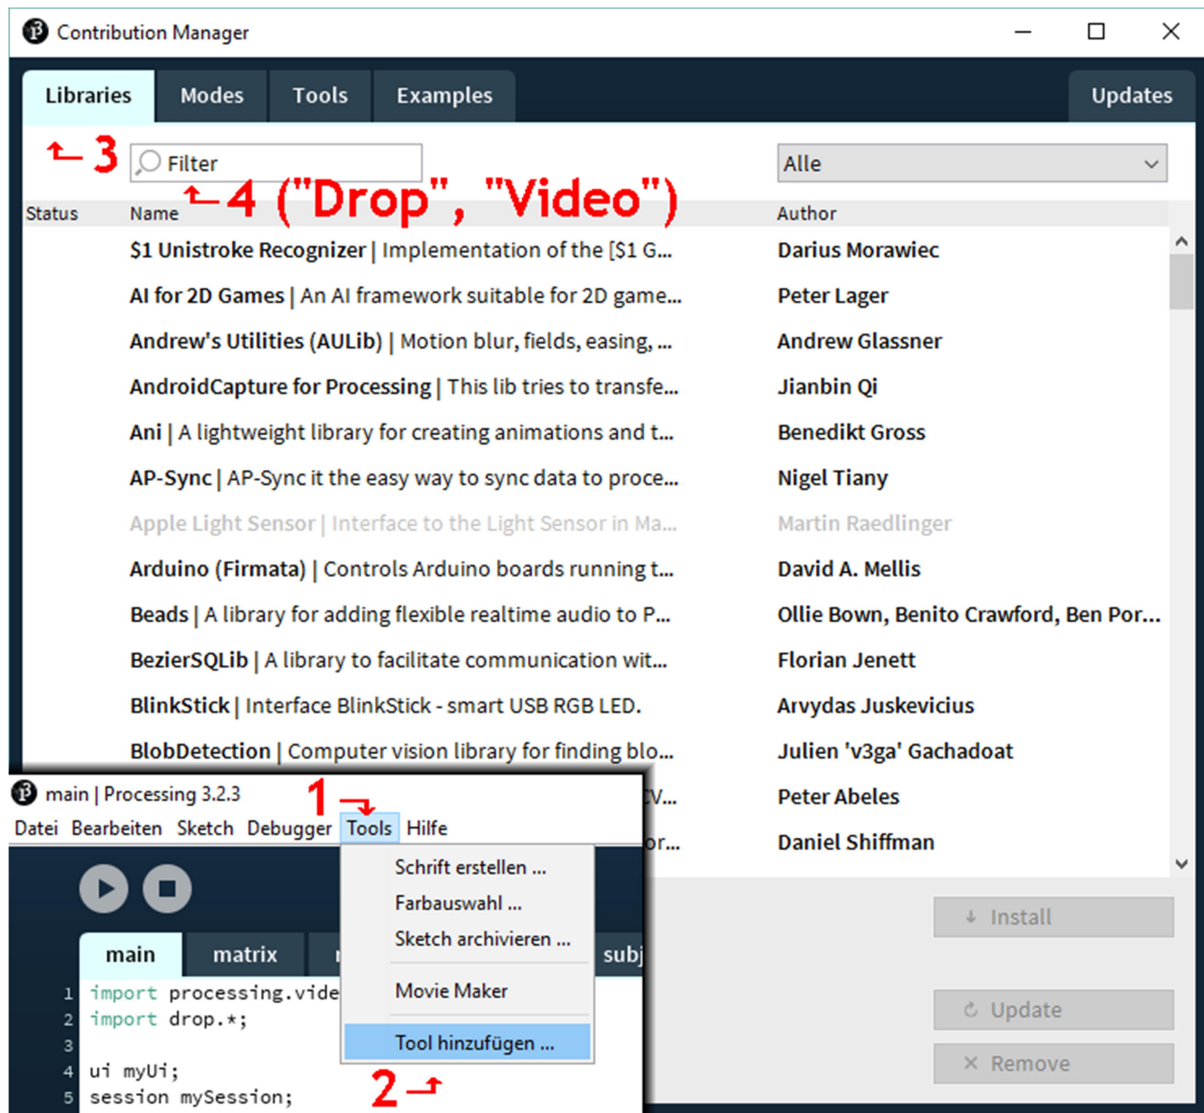 Contribution Manager
Libraries Modes Tools Examples Updates
3 Filter Alle
4 ("Drop", "Video")
Status Name Author
$1 Unistroke Recognizer | Implementation of the [$1 G... Darius Morawiec
AI for 2D Games | An AI framework suitable for 2D game... Peter Lager
Andrew's Utilities (AULib) | Motion blur, fields, easing, ... Andrew Glassner
AndroidCapture for Processing | This lib tries to transfe... Jianbin Qi
Ani | A lightweight library for creating animations and t... Benedikt Gross
AP-Sync | AP-Sync it the easy way to sync data to proce... Nigel Tiany
Apple Light Sensor | Interface to the Light Sensor in Ma... Martin Raedlinger
Arduino (Firmata) | Controls Arduino boards running t... David A. Mellis
Beads | A library for adding flexible realtime audio to P... Ollie Bown, Benito Crawford, Ben Por...
BezierSQLib | A library to facilitate communication wit... Florian Jenett
BlinkStick | Interface BlinkStick - smart USB RGB LED. Arvydas Juskevicius
BlobDetection | Computer vision library for finding blo... Julien 'v3ga' Gachadoat
CV... Peter Abeles
or... Daniel Shiffman
Install
Update
Remove
main | Processing 3.2.3 1
Datei Bearbeiten Sketch Debugger Tools Hilfe
Schrift erstellen ...
Farbauswahl ...
Sketch archivieren ...
Movie Maker
Tool hinzufügen ...
2
main matrix subj
1 import processing.vide
2 import drop.*;
3
4 ui myUi;
5 session mySession;